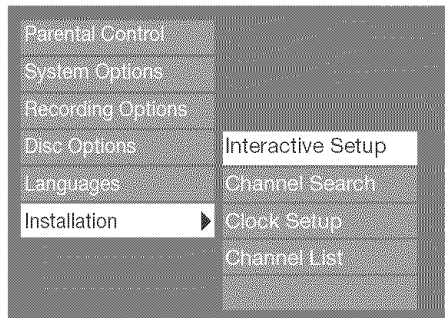 Parental Control
System Options
Recording Options
Disc Options
Languages
Installation
Interactive Setup
Channel Search
Clock Setup
Channel List